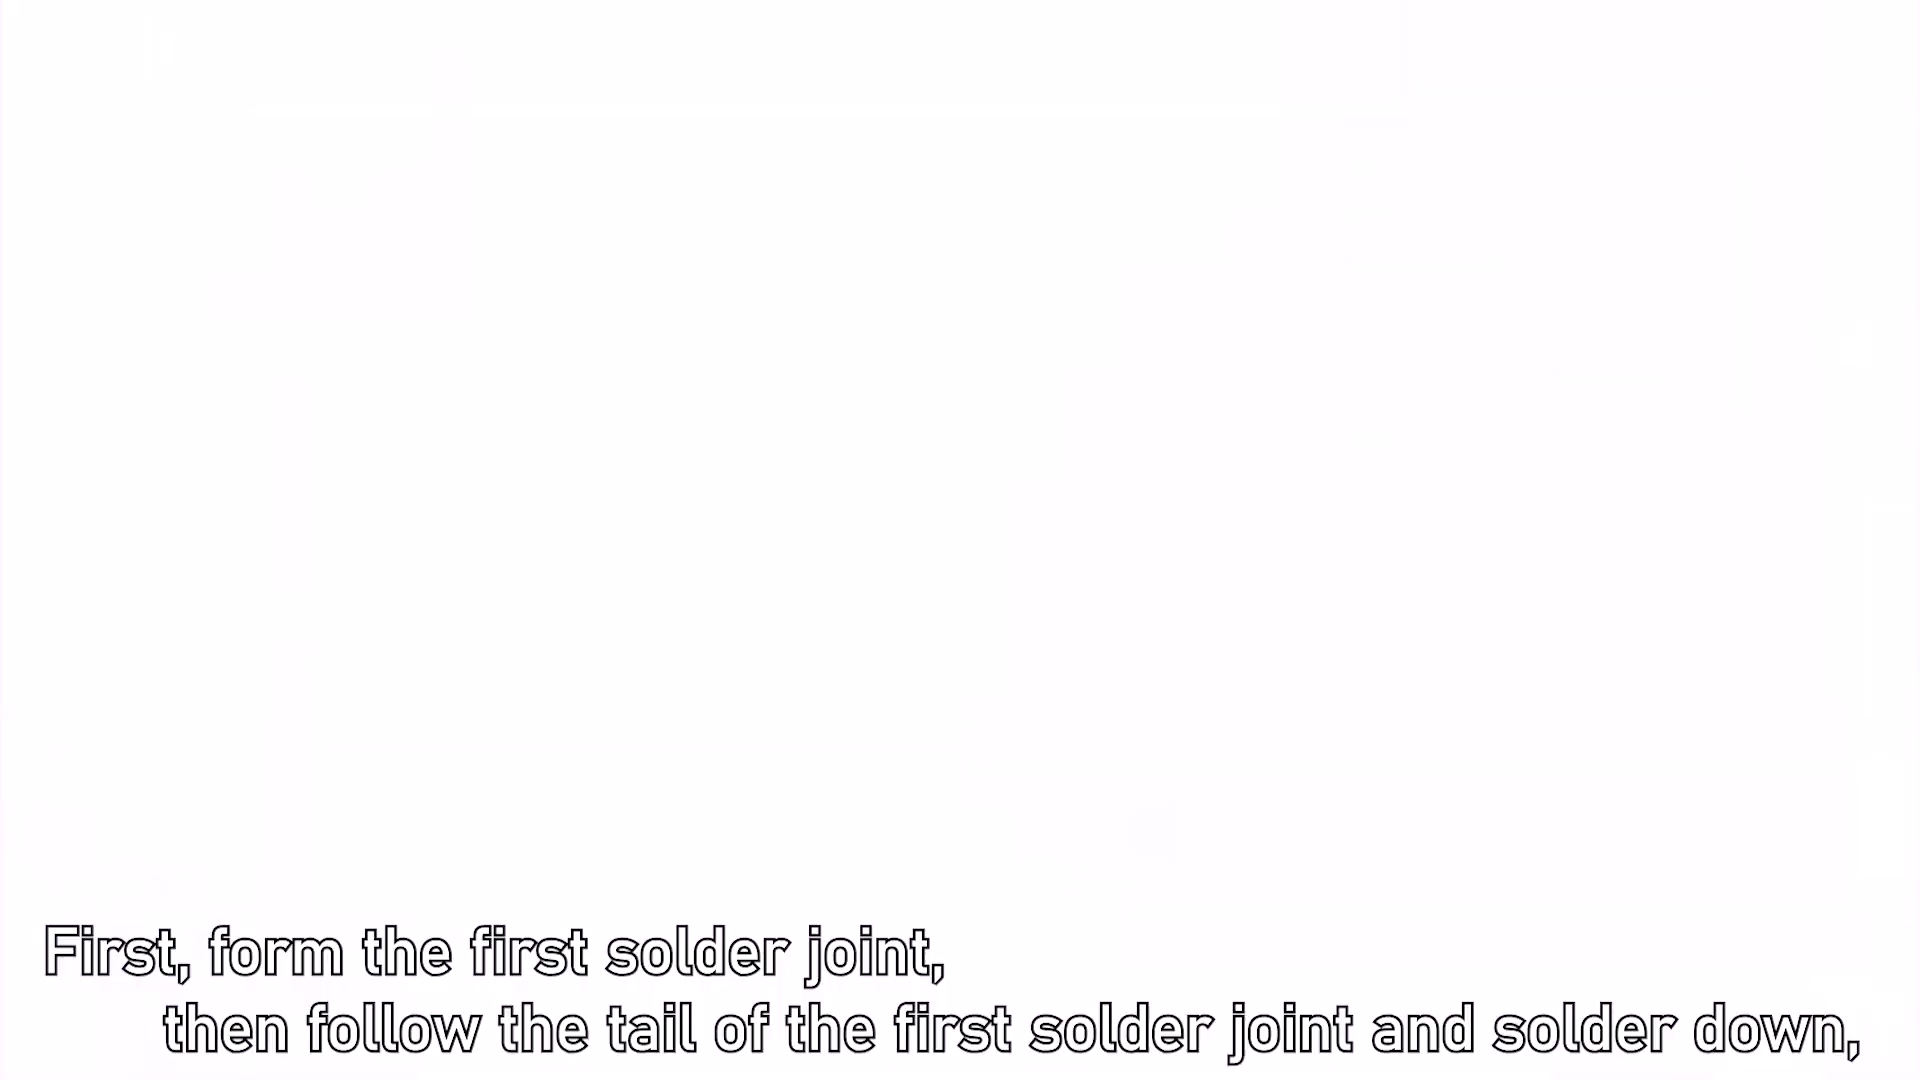 First, form the first solder joint,
then follow the tail of the first solder joint and solder down,